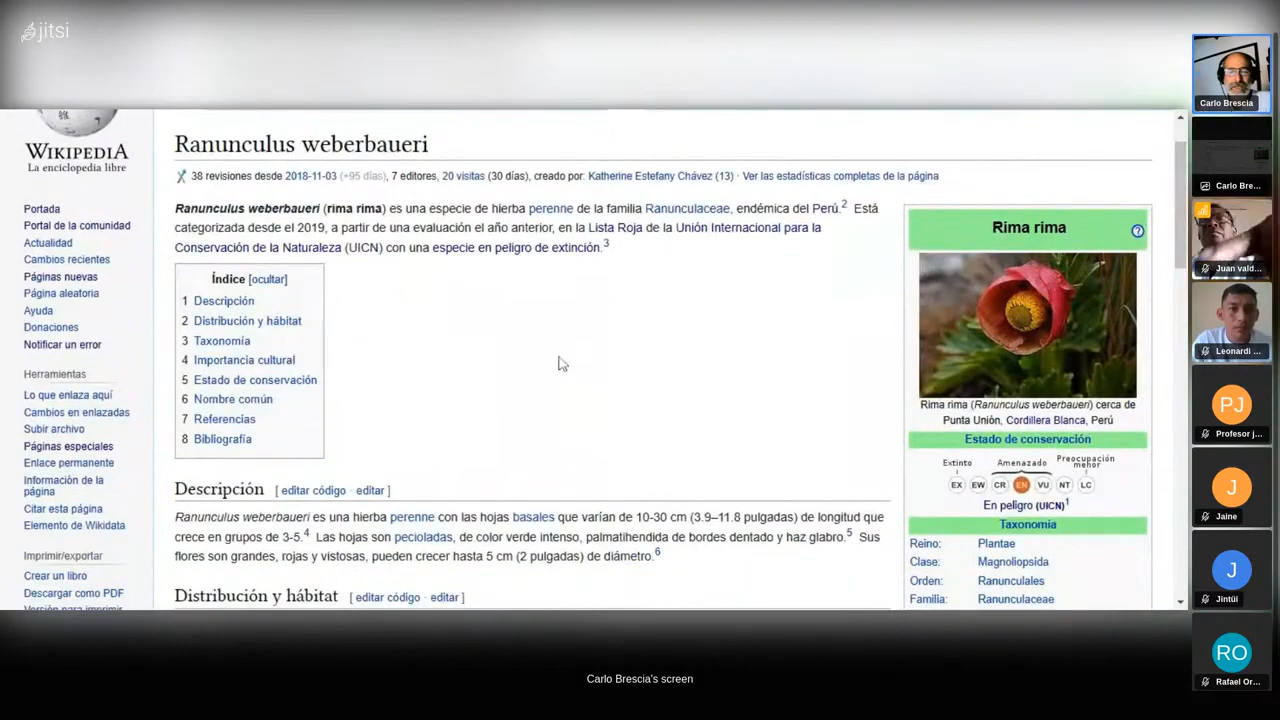 jitsi
WIKIPEDIA
La enciclopedia libre
Portada
Portal de la comunidad
Actualidad
Cambios recientes
Páginas nuevas
Página aleatoria
Ayuda
Donaciones
Notificar un error
Herramientas
Lo que enlaza aquí
Cambios en enlazadas
Subir archivo
Páginas especiales
Enlace permanente
Información de la
página
Citar esta página
Elemento de Wikidata
Imprimir/exportar
Crear un libro
Descargar como PDF
Versión para imprimir
Ranunculus weberbaueri
38 revisiones desde 2018-11-03 (+95 días), 7 editores, 20 visitas (30 días), creado por: Katherine Estefany Chávez (13) · Ver las estadísticas completas de la página
Ranunculus weberbaueri (rima rima) es una especie de hierba perenne de la familia Ranunculaceae, endémica del Perú.2 Está
categorizada desde el 2019, a partir de una evaluación el año anterior, en la Lista Roja de la Unión Internacional para la
Conservación de la Naturaleza (UICN) con una especie en peligro de extinción.3
Índice [ocultar]
1 Descripción
2 Distribución y hábitat
3 Taxonomía
4 Importancia cultural
5 Estado de conservación
6 Nombre común
7 Referencias
8 Bibliografía
Descripción [ editar código · editar ]
Ranunculus weberbaueri es una hierba perenne con las hojas basales que varían de 10-30 cm (3.9–11.8 pulgadas) de longitud que
crece en grupos de 3-5.4 Las hojas son pecioladas, de color verde intenso, palmatihendida de bordes dentado y haz glabro.5 Sus
flores son grandes, rojas y vistosas, pueden crecer hasta 5 cm (2 pulgadas) de diámetro.6
Distribución y hábitat [ editar código · editar ]
Rima rima ?
Rima rima (Ranunculus weberbaueri) cerca de
Punta Unión, Cordillera Blanca, Perú
Estado de conservación
Extinto Amenazado Preocupación
menor
EX EW CR EN VU NT LC
En peligro (UICN)1
Taxonomía
Reino: Plantae
Clase: Magnoliopsida
Orden: Ranunculales
Familia: Ranunculaceae
Carlo Brescia
Carlo Bre...
Juan vald...
Leonardi ...
PJ
Profesor j...
J
Jaine
J
Jintüi
RO
Rafael Or...
Carlo Brescia's screen